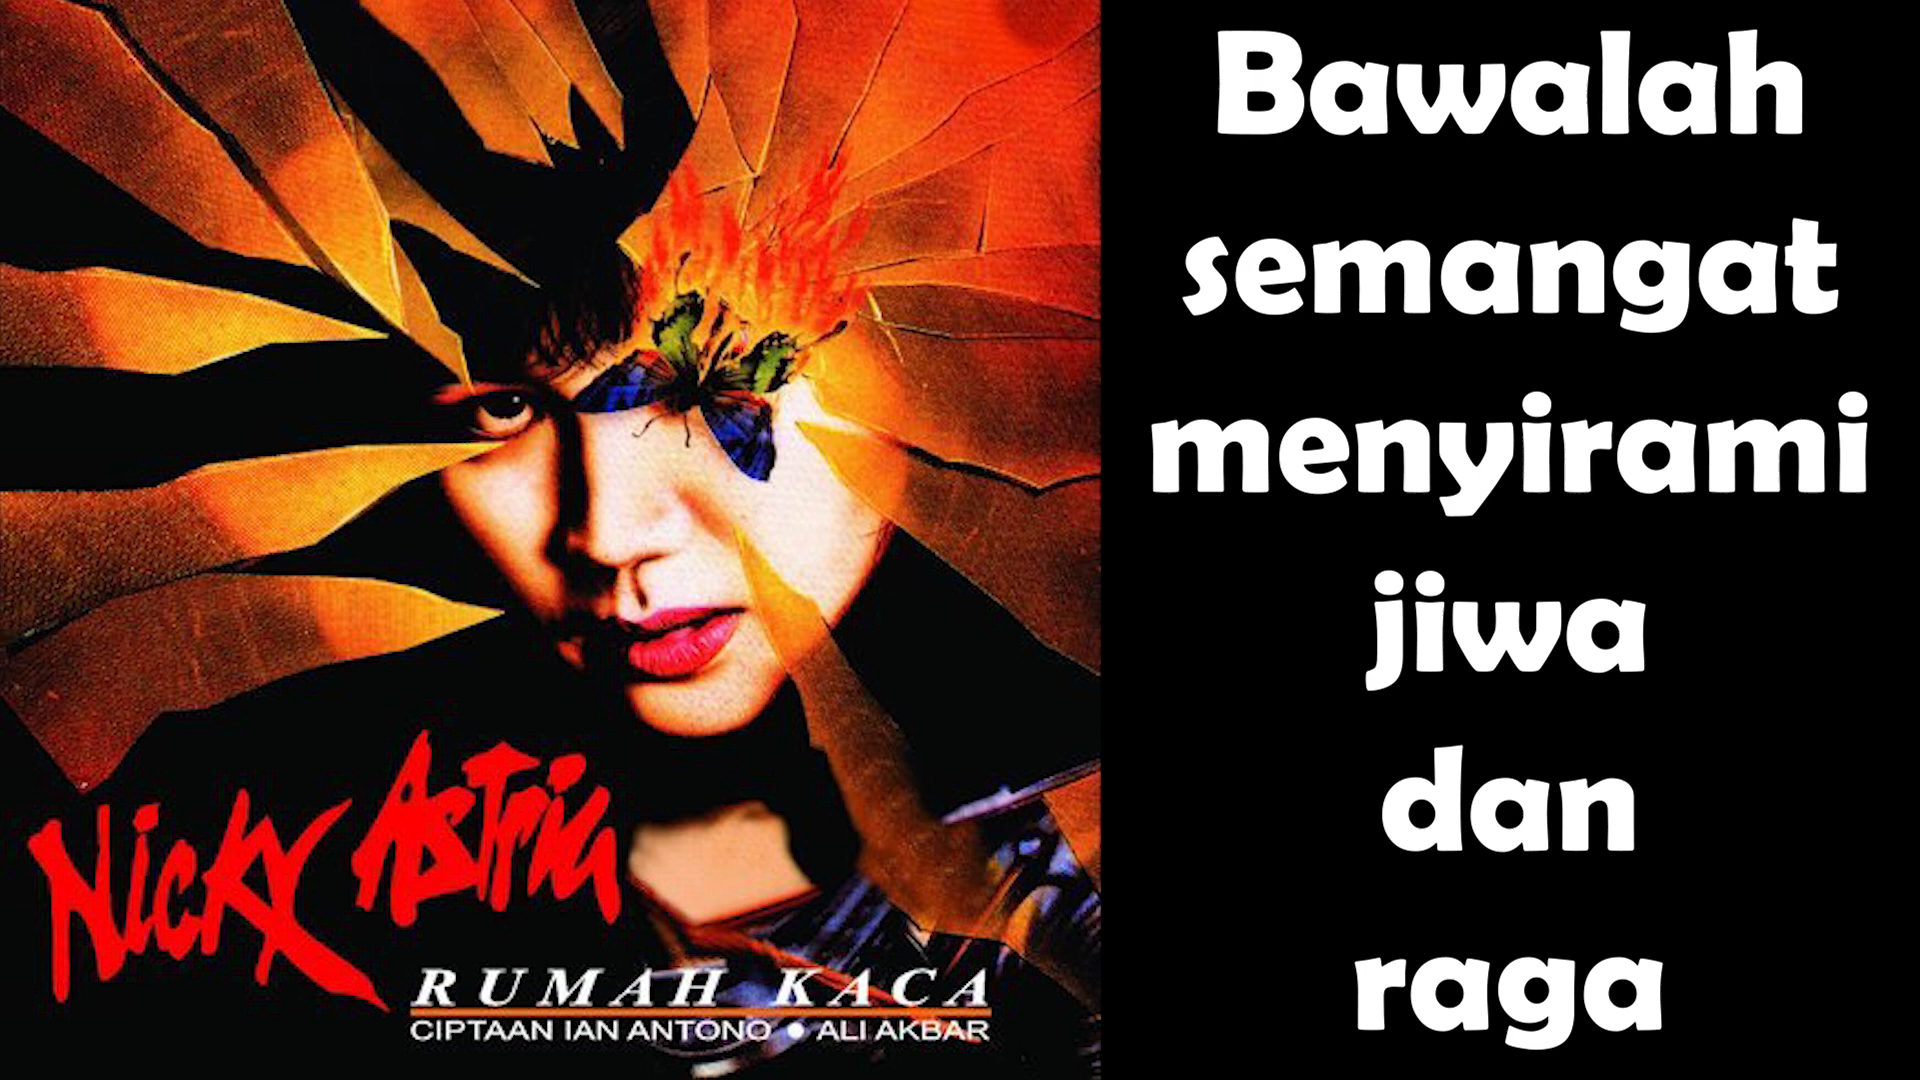 Nicky Astria
RUMAH KACA
CIPTAAN IAN ANTONO • ALI AKBAR
Bawalah
semangat
menyirami
jiwa
dan
raga